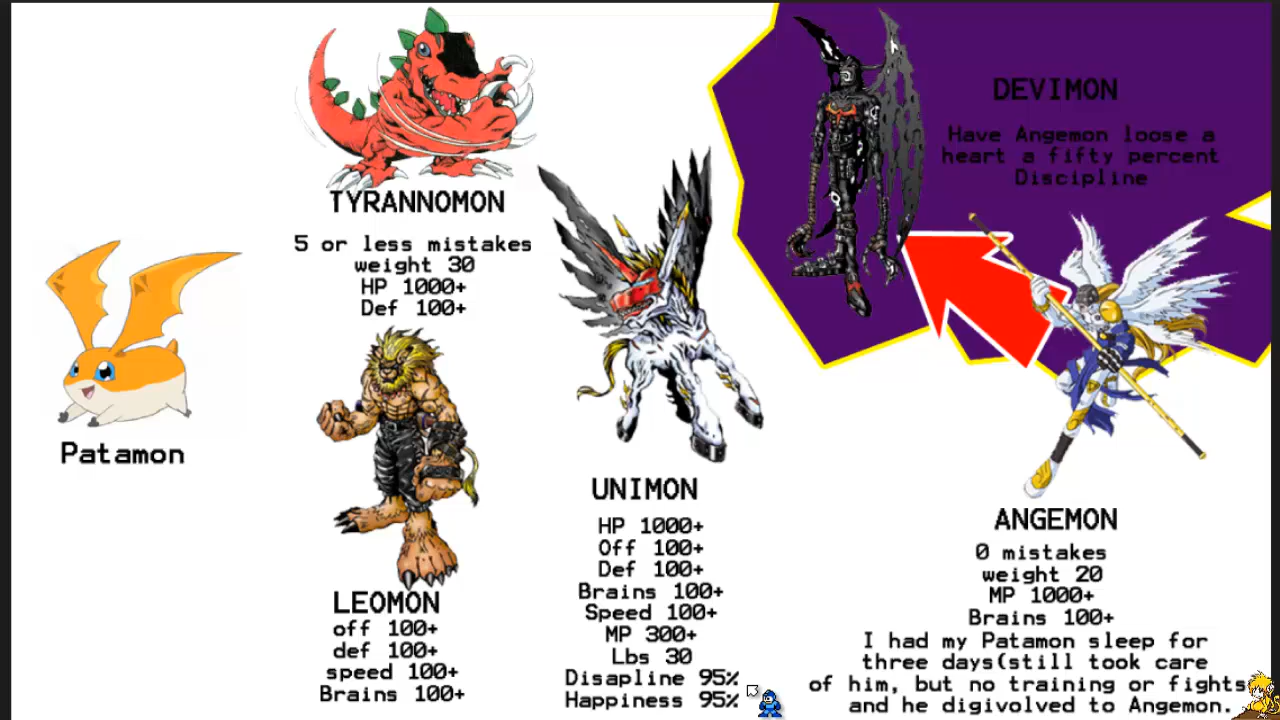 Patamon
TYRANNOMON
5 or less mistakes
weight 30
HP 1000+
Def 100+
LEOMON
off 100+
def 100+
speed 100+
Brains 100+
UNIMON
HP 1000+
Off 100+
Def 100+
Brains 100+
Speed 100+
MP 300+
Lbs 30
Disapline 95%
Happiness 95%
DEVIMON
Have Angemon loose a
heart a fifty percent
Discipline
ANGEMON
0 mistakes
weight 20
MP 1000+
Brains 100+
I had my Patamon sleep for
three days(still took care
of him, but no training or fights
and he digivolved to Angemon.